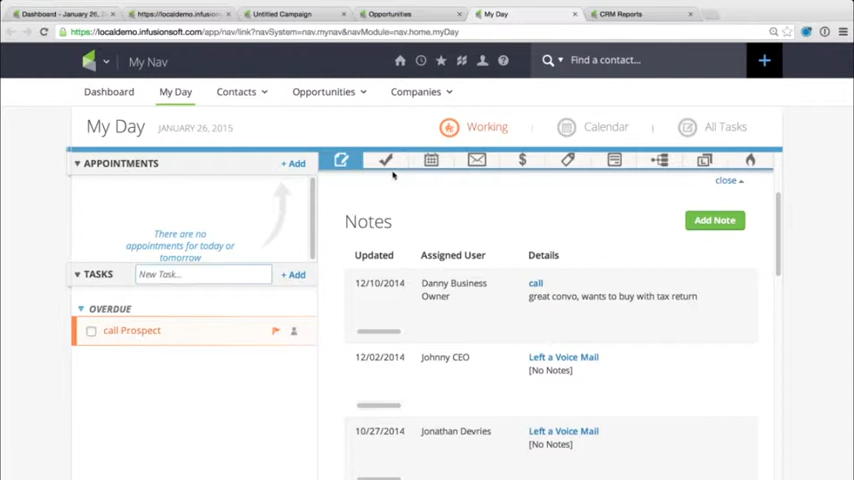 Dashboard - January 26, 2
https://localdemo.infusions
Untitled Campaign
Opportunities
My Day
CRM Reports
https://localdemo.infusionsoft.com/app/nav/link?navSystem=nav.mynav&navModule=nav.home.myDay
My Nav
Find a contact...
Dashboard
My Day
Contacts
Opportunities
Companies
My Day
JANUARY 26, 2015
Working
Calendar
All Tasks
APPOINTMENTS
+ Add
close
There are no
appointments for today or
tomorrow
TASKS
New Task...
+ Add
OVERDUE
call Prospect
Notes
Add Note
Updated
Assigned User
Details
12/10/2014
Danny Business
Owner
call
great convo, wants to buy with tax return
12/02/2014
Johnny CEO
Left a Voice Mail
[No Notes]
10/27/2014
Jonathan Devries
Left a Voice Mail
[No Notes]